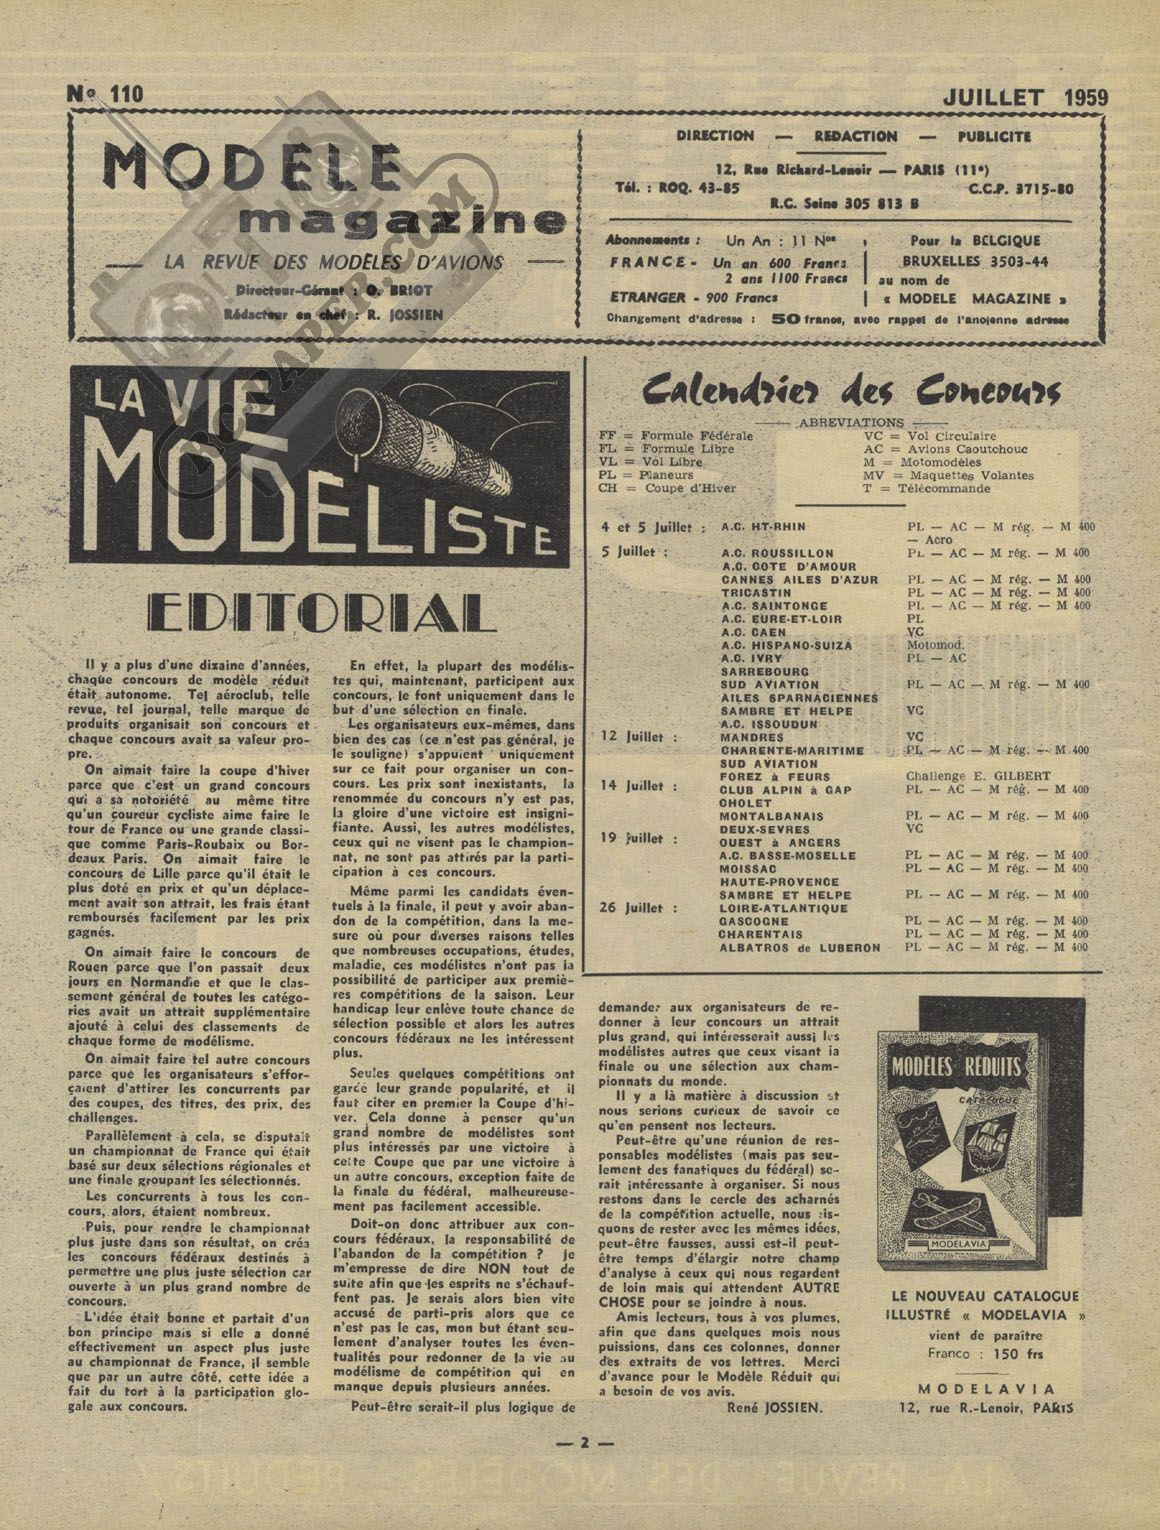 N° 110
JUILLET 1959
MODÈLE
magazine
LA REVUE DES MODÈLES D'AVIONS
Directeur-Gérant : O. BRIOT
Rédacteur en chef : R. JOSSIEN
DIRECTION — REDACTION — PUBLICITE
12, Rue Richard-Lenoir — PARIS (11e)
Tél. : ROQ. 43-85 C.C.P. 3715-80
R.C. Seine 305 813 B
Abonnements : Un An : 11 Nos
FRANCE - Un an 600 Francs
2 ans 1100 Francs
ETRANGER - 900 Francs
Pour la BELGIQUE
BRUXELLES 3503-44
au nom de
« MODELE MAGAZINE »
Changement d'adresse : 50 francs, avec rappel de l'ancienne adresse
RC-PAPER.COM
LA VIE
MODÉLISTE
EDITORIAL
Il y a plus d'une dizaine d'années,
chaque concours de modèle réduit
était autonome. Tel aéroclub, telle
revue, tel journal, telle marque de
produits organisait son concours et
chaque concours avait sa valeur pro-
pre.
On aimait faire la coupe d'hiver
parce que c'est un grand concours
qui a sa notoriété au même titre
qu'un coureur cycliste aime faire le
tour de France ou une grande classi-
que comme Paris-Roubaix ou Bor-
deaux Paris. On aimait faire le
concours de Lille parce qu'il était le
plus doté en prix et qu'un déplace-
ment avait son attrait, les frais étant
remboursés facilement par les prix
gagnés.
On aimait faire le concours de
Rouen parce que l'on passait deux
jours en Normandie et que le clas-
sement général de toutes les catégo-
ries avait un attrait supplémentaire
ajouté à celui des classements de
chaque forme de modélisme.
On aimait faire tel autre concours
parce que les organisateurs s'effor-
çaient d'attirer les concurrents par
des coupes, des titres, des prix, des
challenges.
Parallèlement à cela, se disputait
un championnat de France qui était
basé sur deux sélections régionales et
une finale groupant les sélectionnés.
Les concurrents à tous les con-
cours, alors, étaient nombreux.
Puis, pour rendre le championnat
plus juste dans son résultat, on créa
les concours fédéraux destinés à
permettre une plus juste sélection car
ouverte à un plus grand nombre de
concours.
L'idée était bonne et partait d'un
bon principe mais si elle a donné
effectivement un aspect plus juste
au championnat de France, il semble
que par un autre côté, cette idée a
fait du tort à la participation glo-
gale aux concours.
En effet, la plupart des modélis-
tes qui, maintenant, participent aux
concours, le font uniquement dans le
but d'une sélection en finale.
Les organisateurs eux-mêmes, dans
bien des cas (ce n'est pas général, je
le souligne) s'appuient uniquement
sur ce fait pour organiser un con-
cours. Les prix sont inexistants, la
renommée du concours n'y est pas,
la gloire d'une victoire est insigni-
fiante. Aussi, les autres modélistes,
ceux qui ne visent pas le champion-
nat, ne sont pas attirés par la parti-
cipation à ces concours.
Même parmi les candidats éven-
tuels à la finale, il peut y avoir aban-
don de la compétition, dans la me-
sure où pour diverses raisons telles
que nombreuses occupations, études,
maladie, ces modélistes n'ont pas la
possibilité de participer aux premiè-
res compétitions de la saison. Leur
handicap leur enlève toute chance de
sélection possible et alors les autres
concours fédéraux ne les intéressent
plus.
Seules quelques compétitions ont
gardé leur grande popularité, et il
faut citer en premier la Coupe d'hi-
ver. Cela donne à penser qu'un
grand nombre de modélistes sont
plus intéressés par une victoire à
cette Coupe que par une victoire à
un autre concours, exception faite de
la finale du fédéral, malheureuse-
ment pas facilement accessible.
Doit-on donc attribuer aux con-
cours fédéraux, la responsabilité de
l'abandon de la compétition ? Je
m'empresse de dire NON tout de
suite afin que les esprits ne s'échauf-
fent pas. Je serais alors bien vite
accusé de parti-pris alors que ce
n'est pas le cas, mon but étant seu-
lement d'analyser toutes les éven-
tualités pour redonner de la vie au
modélisme de compétition qui en
manque depuis plusieurs années.
Peut-être serait-il plus logique de
Calendrier des Concours
ABREVIATIONS
FF = Formule Fédérale
FL = Formule Libre
VL = Vol Libre
PL = Planeurs
CH = Coupe d'Hiver
VC = Vol Circulaire
AC = Avions Caoutchouc
M = Motomodèles
MV = Maquettes Volantes
T = Télécommande
4 et 5 Juillet : A.C. HT-RHIN PL — AC — M rég. — M 400
— Acro
5 Juillet : A.C. ROUSSILLON PL — AC — M rég. — M 400
A.C. COTE D'AMOUR
CANNES AILES D'AZUR PL — AC — M rég. — M 400
TRICASTIN PL — AC — M rég. — M 400
A.C. SAINTONGE PL — AC — M rég. — M 400
A.C. EURE-ET-LOIR PL
A.C. CAEN VC
A.C. HISPANO-SUIZA Motomod.
A.C. IVRY PL — AC
SARREBOURG
SUD AVIATION PL — AC — M rég. — M 400
AILES SPARNACIENNES
SAMBRE ET HELPE VC
A.C. ISSOUDUN
12 Juillet : MANDRES VC
CHARENTE-MARITIME PL — AC — M rég. — M 400
SUD AVIATION
FOREZ à FEURS Challenge E. GILBERT
14 Juillet : CLUB ALPIN à GAP PL — AC — M rég. — M 400
CHOLET
MONTALBANAIS PL — AC — M rég. — M 400
DEUX-SEVRES VC
19 Juillet : OUEST à ANGERS
A.C. BASSE-MOSELLE PL — AC — M rég. — M 400
MOISSAC PL — AC — M rég. — M 400
HAUTE-PROVENCE
SAMBRE ET HELPE PL — AC — M rég. — M 400
26 Juillet : LOIRE-ATLANTIQUE
GASCOGNE PL — AC — M rég. — M 400
CHARENTAIS PL — AC — M rég. — M 400
ALBATROS de LUBERON PL — AC — M rég. — M 400
demander aux organisateurs de re-
donner à leur concours un attrait
plus grand, qui intéresserait aussi les
modélistes autres que ceux visant la
finale ou une sélection aux cham-
pionnats du monde.
Il y a là matière à discussion et
nous serions curieux de savoir ce
qu'en pensent nos lecteurs.
Peut-être qu'une réunion de res-
ponsables modélistes (mais pas seu-
lement des fanatiques du fédéral) se-
rait intéressante à organiser. Si nous
restons dans le cercle des acharnés
de la compétition actuelle, nous ris-
quons de rester avec les mêmes idées,
peut-être fausses, aussi est-il peut-
être temps d'élargir notre champ
d'analyse à ceux qui nous regardent
de loin mais qui attendent AUTRE
CHOSE pour se joindre à nous.
Amis lecteurs, tous à vos plumes,
afin que dans quelques mois nous
puissions, dans ces colonnes, donner
des extraits de vos lettres. Merci
d'avance pour le Modèle Réduit qui
a besoin de vos avis.
René JOSSIEN.
MODÈLES RÉDUITS
CATALOGUE
MODELAVIA
LE NOUVEAU CATALOGUE
ILLUSTRÉ « MODELAVIA »
vient de paraître
Franco : 150 frs
MODELAVIA
12, rue R.-Lenoir, PARIS
— 2 —